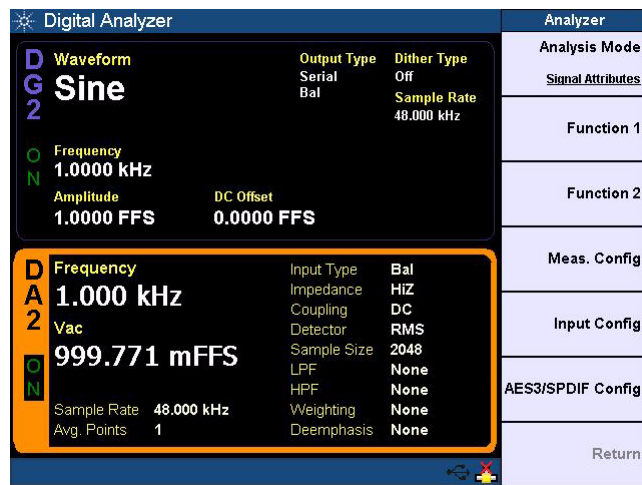 Digital Analyzer
DG2
ON
Waveform
Sine
Output Type
Serial
Bal
Dither Type
Off
Sample Rate
48.000 kHz
Frequency
1.0000 kHz
Amplitude
1.0000 FFS
DC Offset
0.0000 FFS
DA2
ON
Frequency
1.000 kHz
Vac
999.771 mFFS
Sample Rate 48.000 kHz
Avg. Points 1
Input Type Bal
Impedance HiZ
Coupling DC
Detector RMS
Sample Size 2048
LPF None
HPF None
Weighting None
Deemphasis None
Analyzer
Analysis Mode
Signal Attributes
Function 1
Function 2
Meas. Config
Input Config
AES3/SPDIF Config
Return